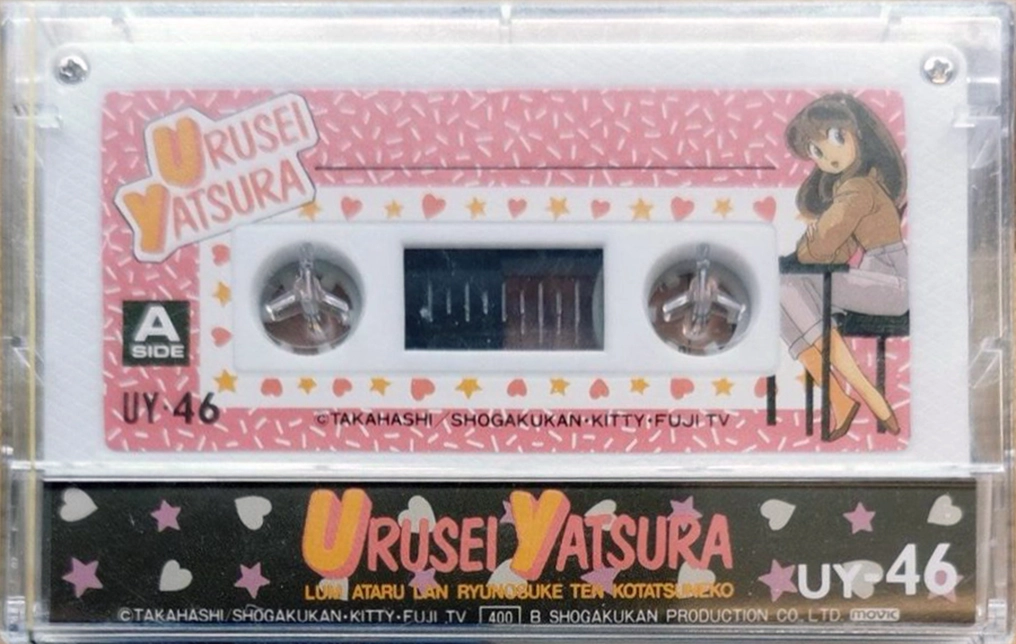 URUSEI
YATSURA
A
SIDE
UY-46
©TAKAHASHI/SHOGAKUKAN・KITTY・FUJI TV
URUSEI YATSURA
LUM ATARU LAN RYUNOSUKE TEN KOTATSUNEKO
UY-46
©TAKAHASHI/SHOGAKUKAN・KITTY・FUJI TV 400 B SHOGAKUKAN PRODUCTION CO. LTD. movic